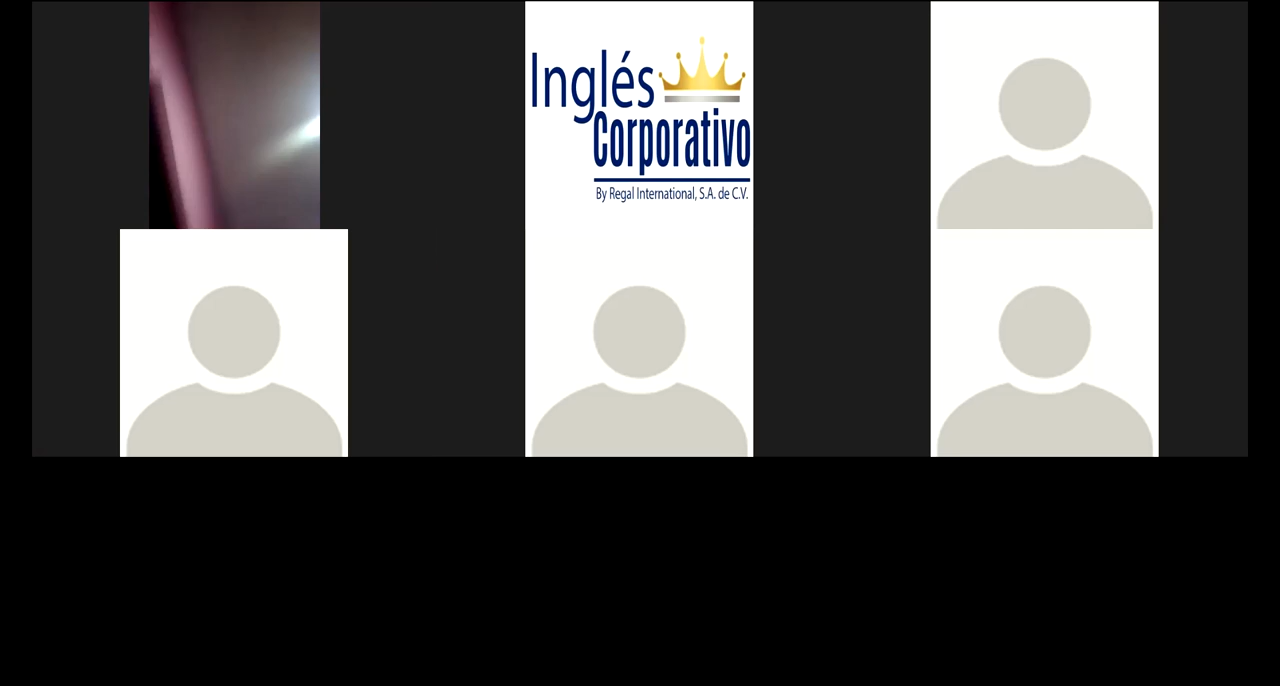 Inglés
Corporativo
By Regal International, S.A. de C.V.